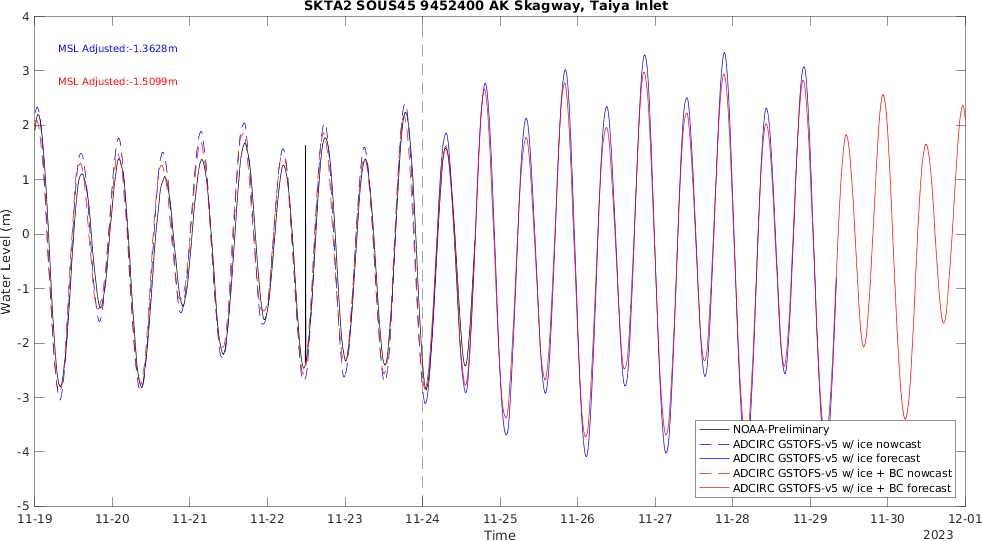 SKTA2 SOUS45 9452400 AK Skagway, Taiya Inlet
MSL Adjusted:-1.3628m
MSL Adjusted:-1.5099m
Water Level (m)
4
3
2
1
0
-1
-2
-3
-4
-5
NOAA-Preliminary
ADCIRC GSTOFS-v5 w/ ice nowcast
ADCIRC GSTOFS-v5 w/ ice forecast
ADCIRC GSTOFS-v5 w/ ice + BC nowcast
ADCIRC GSTOFS-v5 w/ ice + BC forecast
11-19 11-20 11-21 11-22 11-23 11-24 11-25 11-26 11-27 11-28 11-29 11-30 12-01
Time
2023